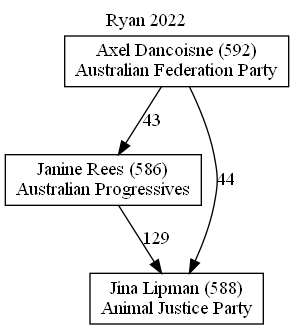 Ryan 2022
Axel Dancoisne (592)
Australian Federation Party
43
Janine Rees (586)
Australian Progressives
44
129
Jina Lipman (588)
Animal Justice Party